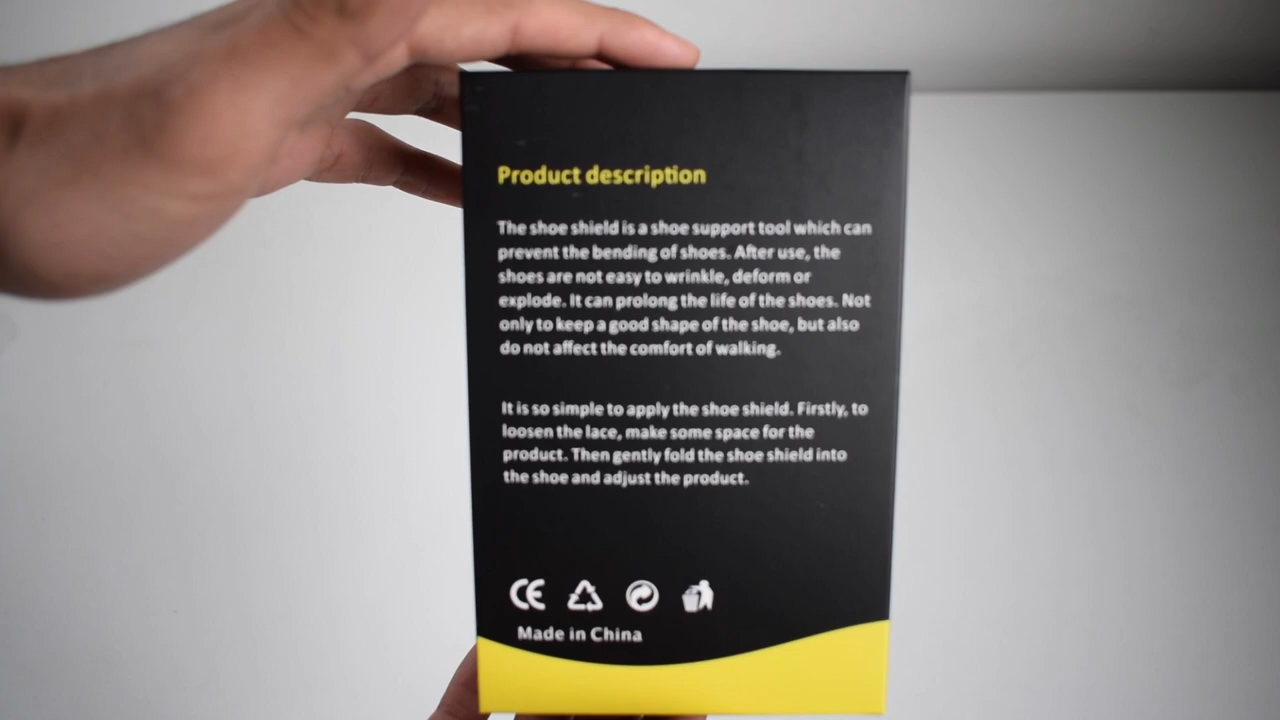 Product description
The shoe shield is a shoe support tool which can
prevent the bending of shoes. After use, the
shoes are not easy to wrinkle, deform or
explode. It can prolong the life of the shoes. Not
only to keep a good shape of the shoe, but also
do not affect the comfort of walking.
It is so simple to apply the shoe shield. Firstly, to
loosen the lace, make some space for the
product. Then gently fold the shoe shield into
the shoe and adjust the product.
CE
Made in China